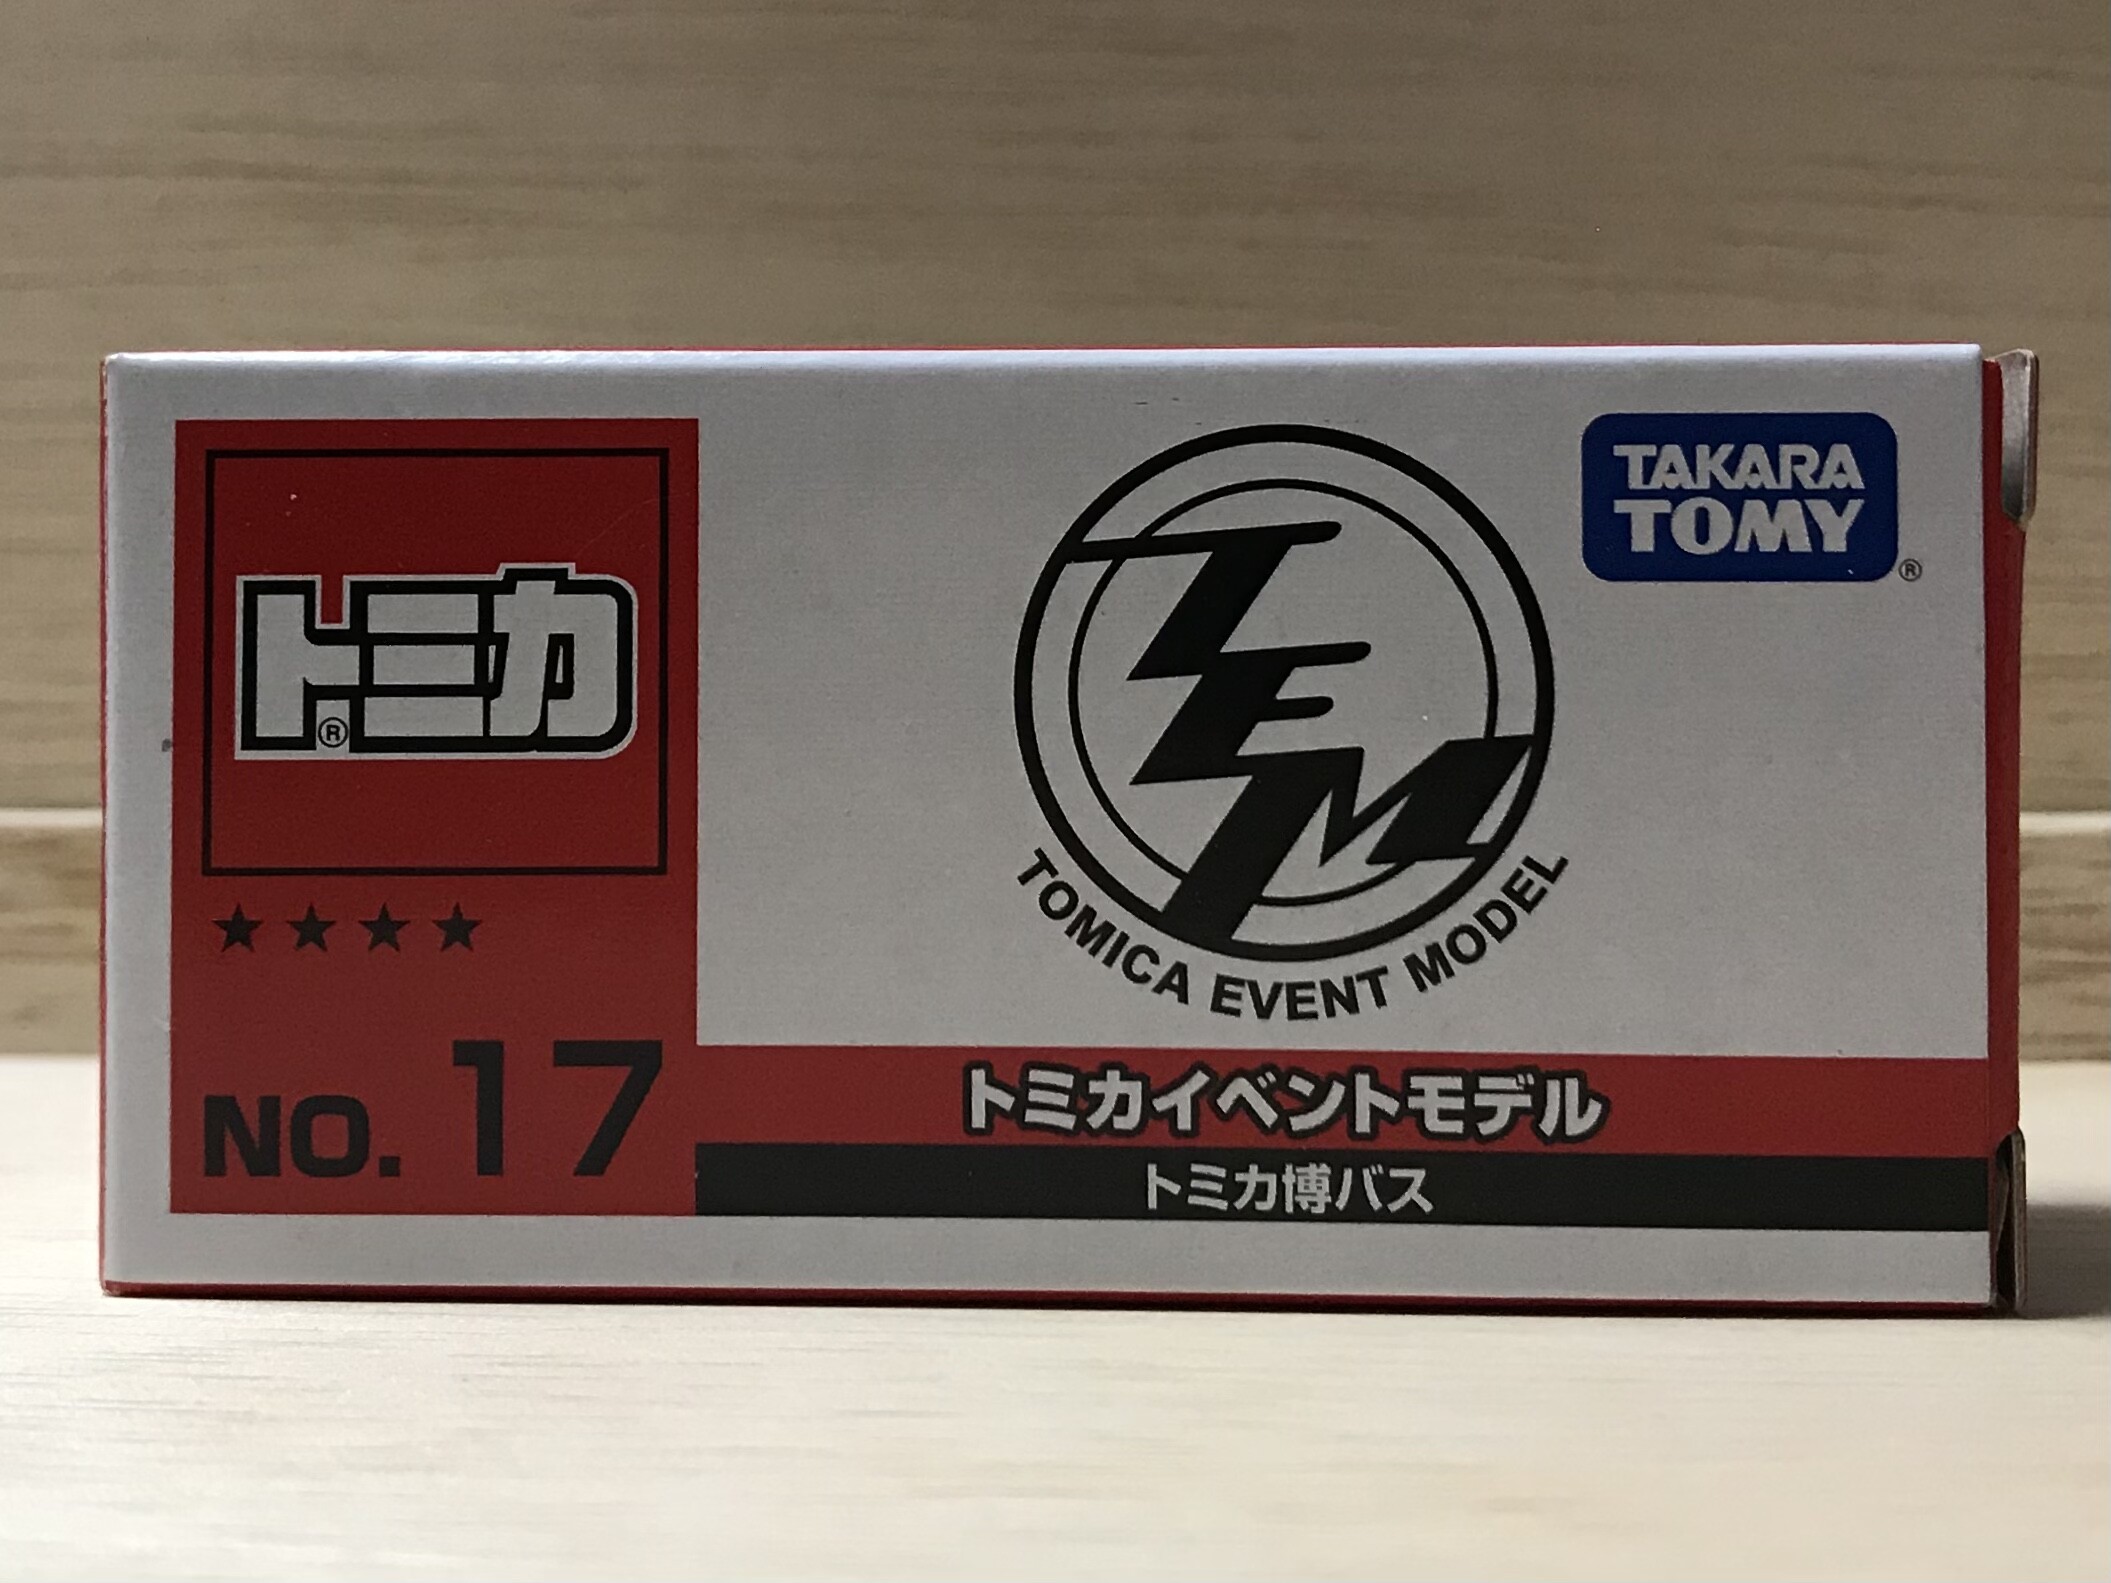 トミカ®
★★★★
NO.17
TEM
TOMICA EVENT MODEL
TAKARA
TOMY®
トミカイベントモデル
トミカ博バス